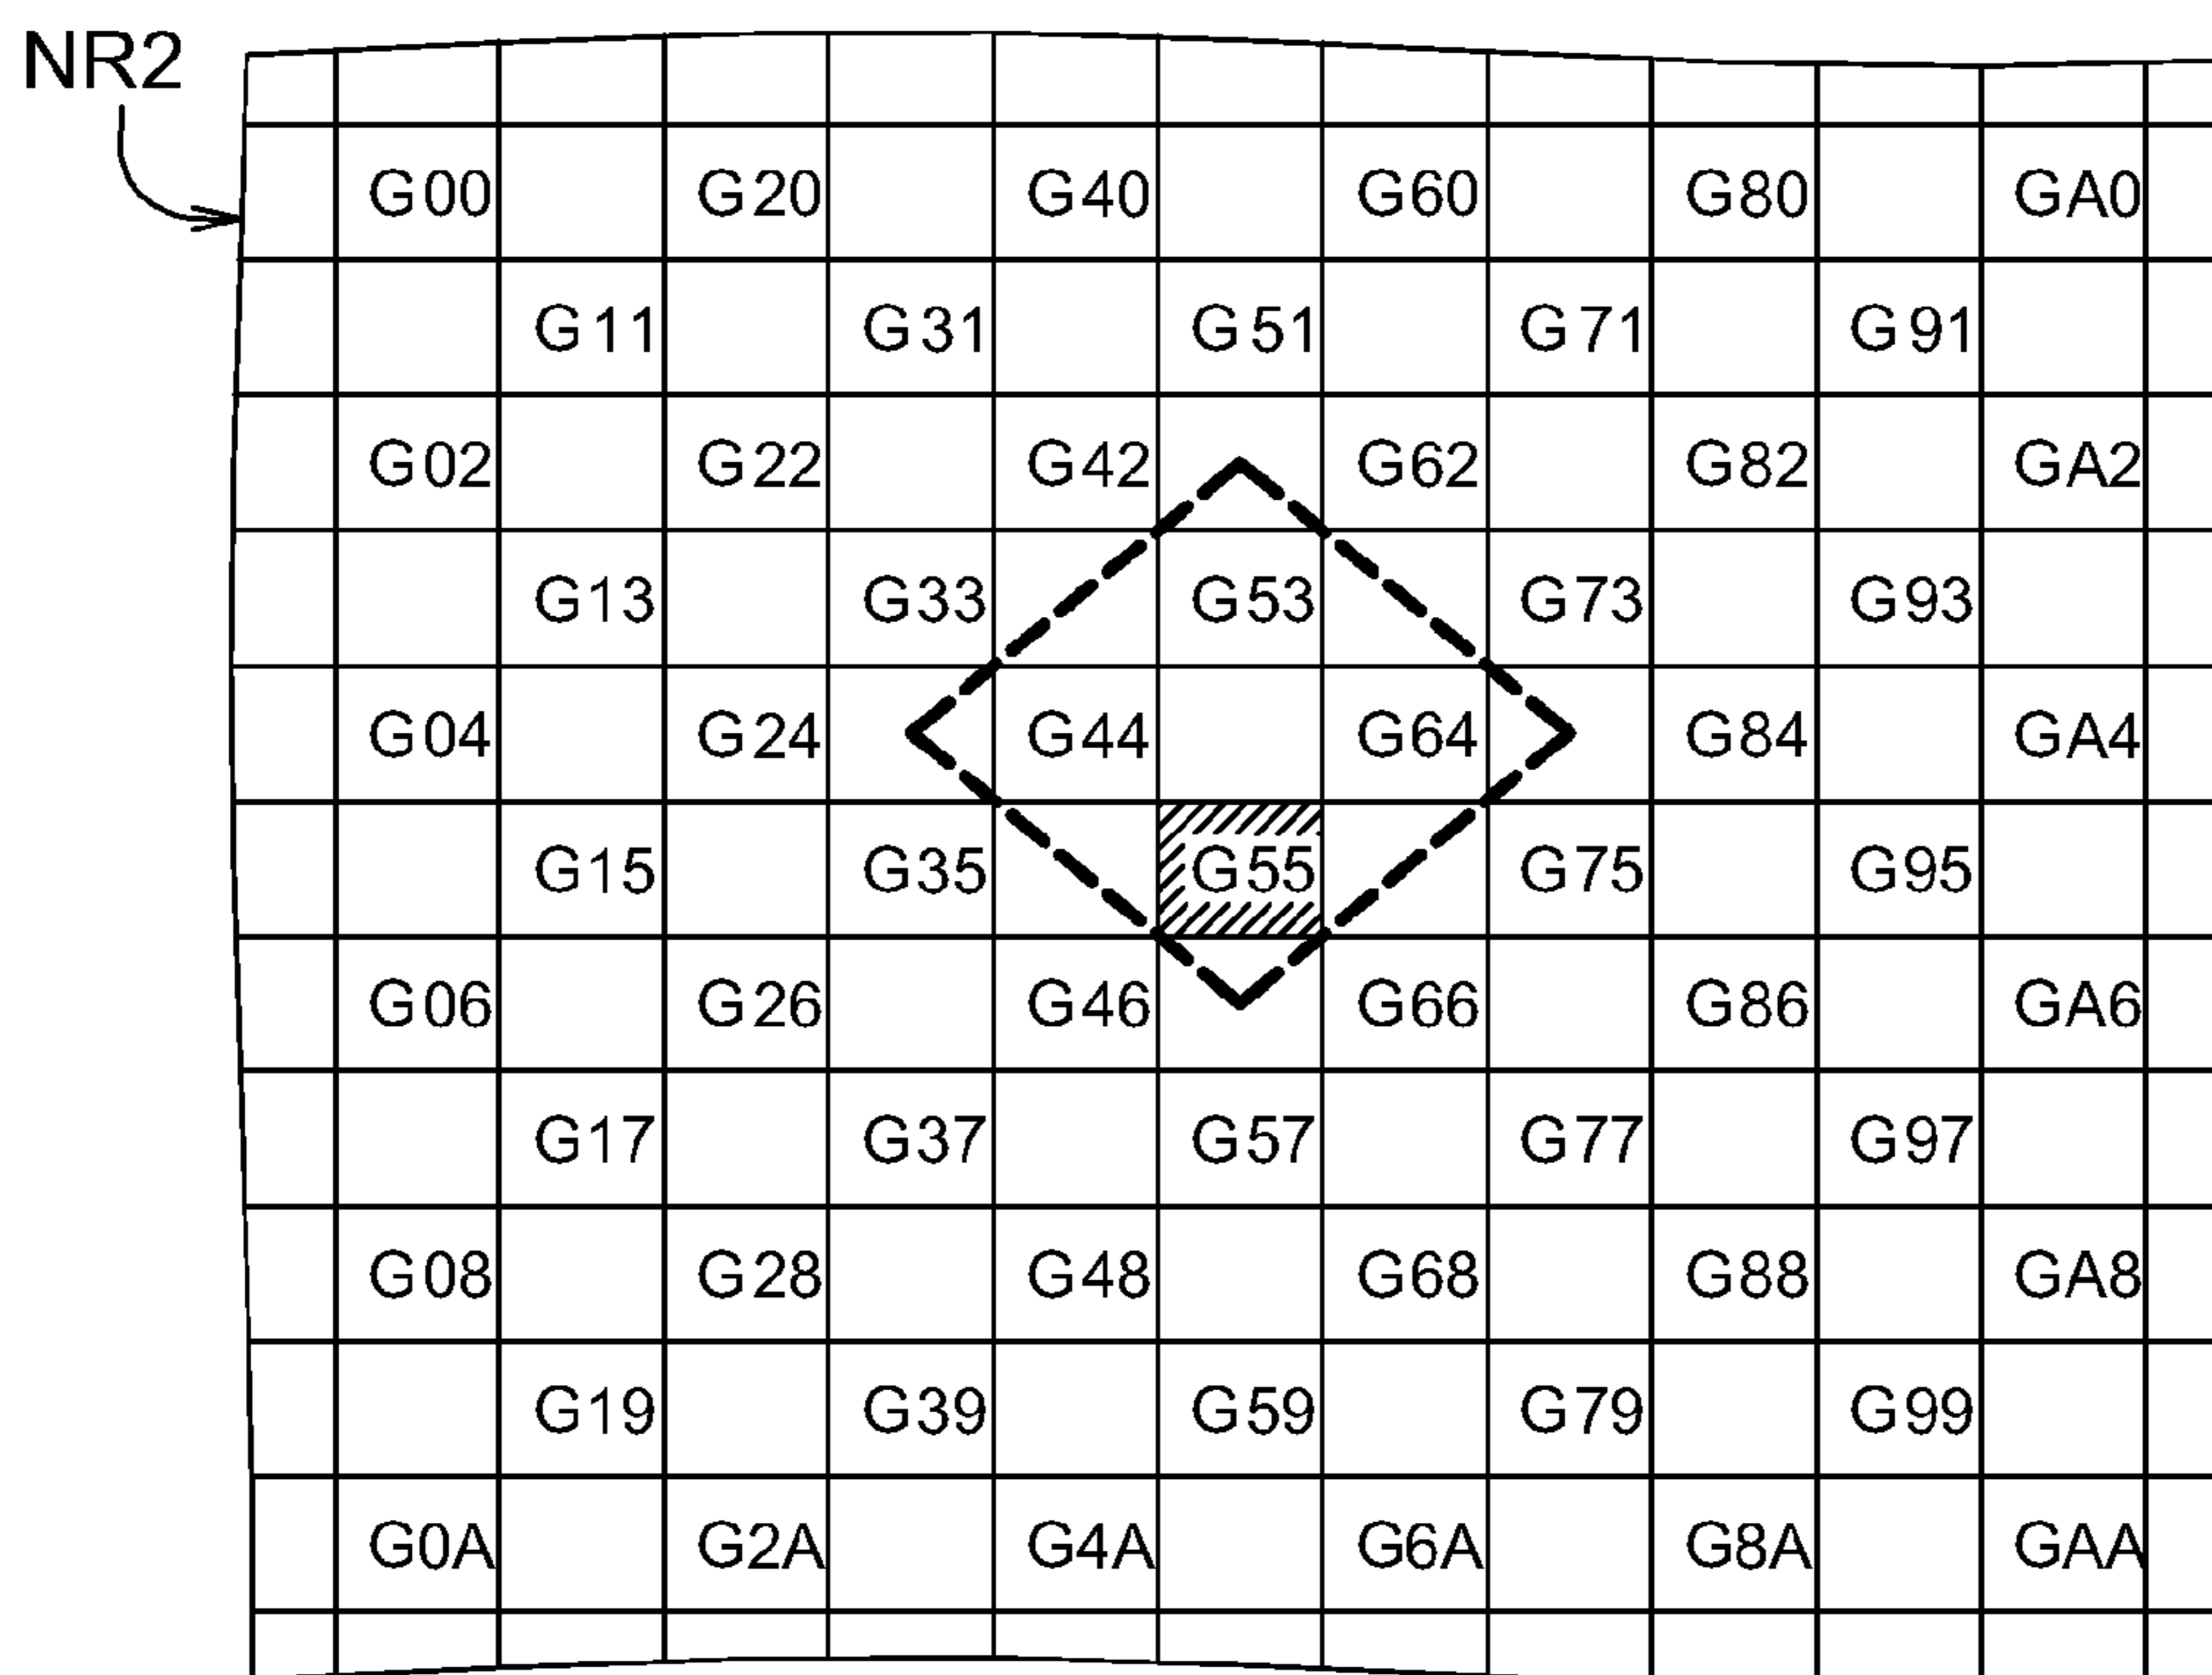 NR2
G00 G20 G40 G60 G80 GA0
G11 G31 G51 G71 G91
G02 G22 G42 G62 G82 GA2
G13 G33 G53 G73 G93
G04 G24 G44 G64 G84 GA4
G15 G35 G55 G75 G95
G06 G26 G46 G66 G86 GA6
G17 G37 G57 G77 G97
G08 G28 G48 G68 G88 GA8
G19 G39 G59 G79 G99
G0A G2A G4A G6A G8A GAA